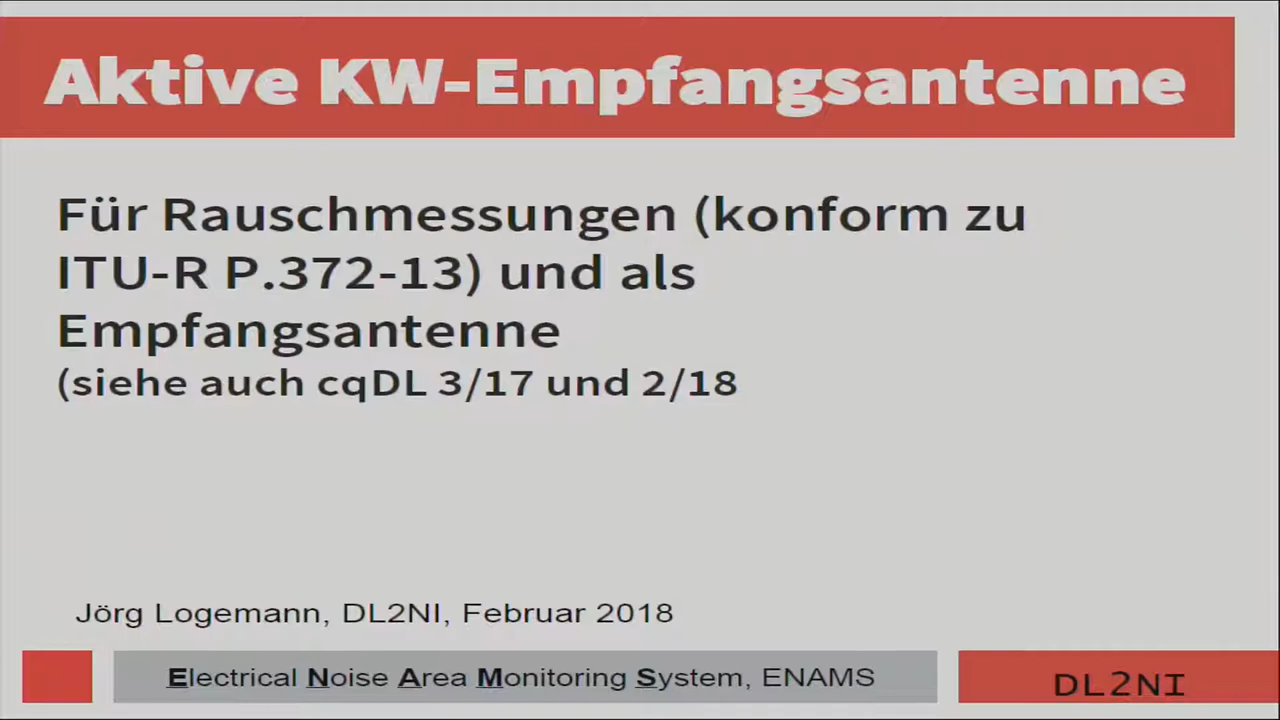 Aktive KW-Empfangsantenne
Für Rauschmessungen (konform zu
ITU-R P.372-13) und als
Empfangsantenne
(siehe auch cqDL 3/17 und 2/18
Jörg Logemann, DL2NI, Februar 2018
Electrical Noise Area Monitoring System, ENAMS
DL2NI